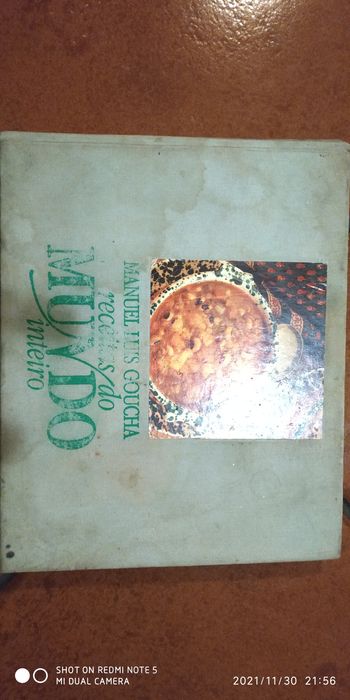 MANUEL LUIS GOUCHA
receitas do
MUNDO
inteiro
SHOT ON REDMI NOTE 5
MI DUAL CAMERA
2021/11/30 21:56